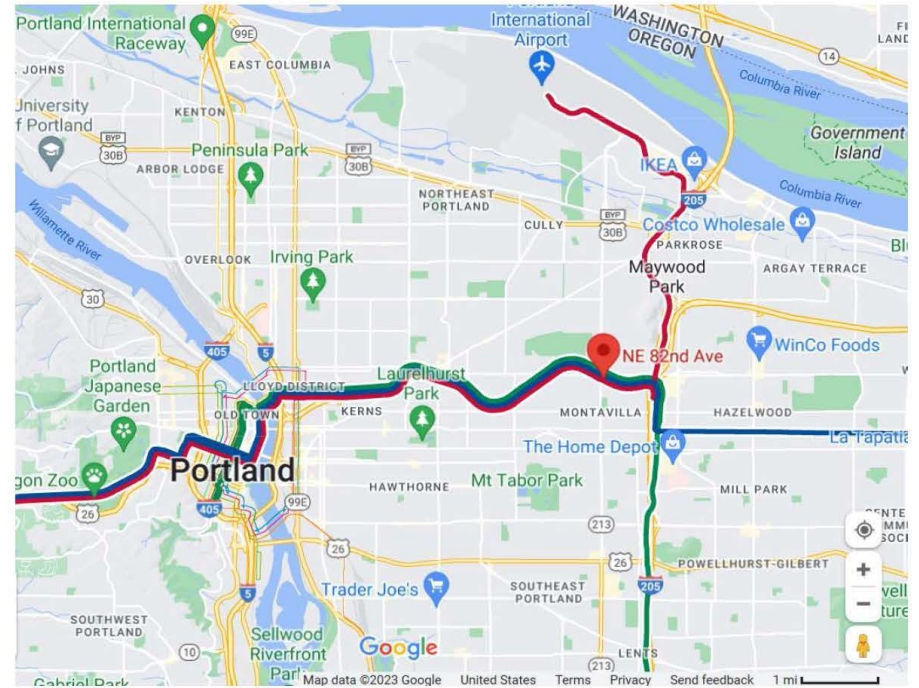 Portland International
Raceway
99E
International
Airport
WASHINGTON
OREGON
14
. JOHNS
EAST COLUMBIA
Columbia River
University
f Portland
KENTON
BYP
30B
Peninsula Park
ARBOR LODGE
BYP
30B
IKEA
205
Government
Island
Columbia River
NORTHEAST
PORTLAND
CULLY
BYP
30B
Costco Wholesale
PARKROSE
Willamette River
OVERLOOK
Irving Park
Maywood
Park
ARGAY TERRACE
30
405
5
NE 82nd Ave
WinCo Foods
Portland
Japanese
Garden
LLOYD DISTRICT
Laurelhurst
Park
OLD TOWN
KERNS
MONTAVILLA
HAZELWOOD
The Home Depot
La Tapatia
gon Zoo
Portland
26
405
99E
HAWTHORNE
Mt Tabor Park
MILL PARK
213
26
26
POWELLHURST-GILBERT
5
Trader Joe's
SOUTHEAST
PORTLAND
205
SOUTHWEST
PORTLAND
10
Sellwood
Riverfront
Park
Google
213
LENTS
Gabriel Park
Map data ©2023 Google United States Terms Privacy Send feedback 1 mi